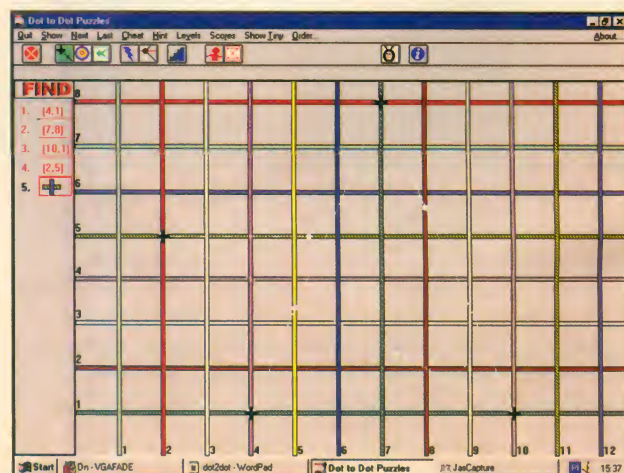 Dot to Dot Puzzles
Quit Show Next Last Cheat Hint Levels Scores Show Tiny Order... About...
FIND
1. (4,1)
2. (7,8)
3. (10,1)
4. (2,5)
5.
8
7
6
5
4
3
2
1
1 2 3 4 5 6 7 8 9 10 11 12
Start Dn - VGAFADE dot2dot - WordPad Dot to Dot Puzzles JasCapture 15:37